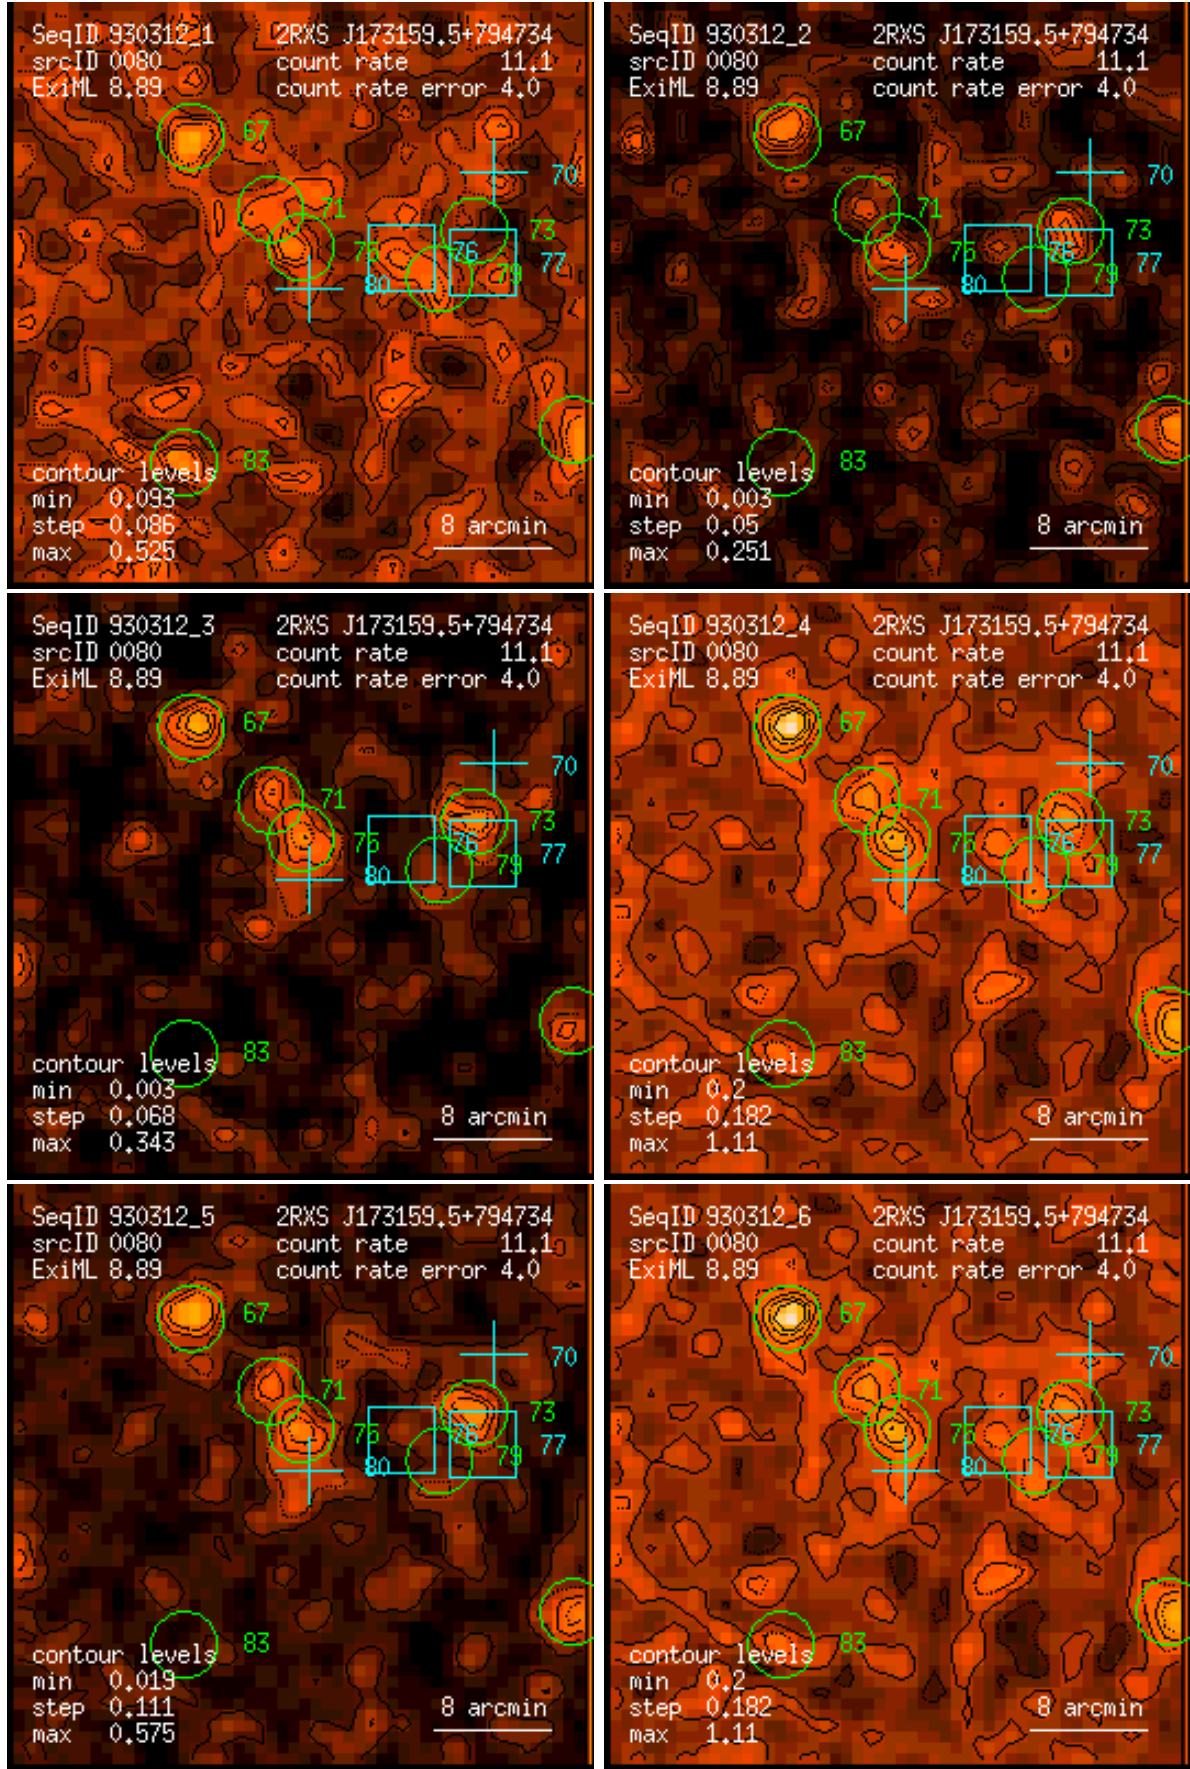 SeqID 930312_1 2RXS J173159.5+794734
srcID 0080 count rate 11.1
ExiML 8.89 count rate error 4.0
67
70
71
73
75 76 77
79
80
83
contour levels
min 0.093
step 0.086 8 arcmin
max 0.525
SeqID 930312_2 2RXS J173159.5+794734
srcID 0080 count rate 11.1
ExiML 8.89 count rate error 4.0
67
70
71
73
75 76 77
79
80
83
contour levels
min 0.003
step 0.05 8 arcmin
max 0.251
SeqID 930312_3 2RXS J173159.5+794734
srcID 0080 count rate 11.1
ExiML 8.89 count rate error 4.0
67
70
71
73
75 76 77
79
80
83
contour levels
min 0.003
step 0.068 8 arcmin
max 0.343
SeqID 930312_4 2RXS J173159.5+794734
srcID 0080 count rate 11.1
ExiML 8.89 count rate error 4.0
67
70
71
73
75 76 77
79
80
83
contour levels
min 0.2
step 0.182 8 arcmin
max 1.11
SeqID 930312_5 2RXS J173159.5+794734
srcID 0080 count rate 11.1
ExiML 8.89 count rate error 4.0
67
70
71
73
75 76 77
79
80
83
contour levels
min 0.019
step 0.111 8 arcmin
max 0.575
SeqID 930312_6 2RXS J173159.5+794734
srcID 0080 count rate 11.1
ExiML 8.89 count rate error 4.0
67
70
71
73
75 76 77
79
80
83
contour levels
min 0.2
step 0.182 8 arcmin
max 1.11